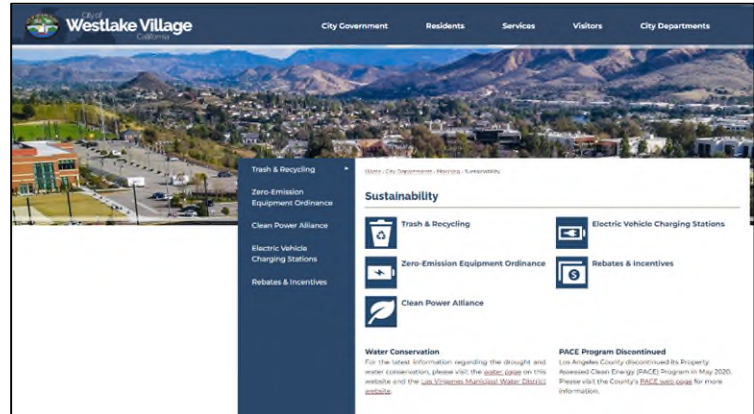 City of
Westlake Village
California
City Government
Residents
Services
Visitors
City Departments
Trash & Recycling
Zero-Emission
Equipment Ordinance
Clean Power Alliance
Electric Vehicle
Charging Stations
Rebates & Incentives
Home › City Departments › Planning › Sustainability
Sustainability
Trash & Recycling
Electric Vehicle Charging Stations
Zero-Emission Equipment Ordinance
Rebates & Incentives
Clean Power Alliance
Water Conservation
For the latest information regarding the drought and
water conservation, please visit the water page on this
website and the Las Virgenes Municipal Water District
website.
PACE Program Discontinued
Los Angeles County discontinued its Property
Assessed Clean Energy (PACE) Program in May 2020.
Please visit the County's PACE web page for more
information.